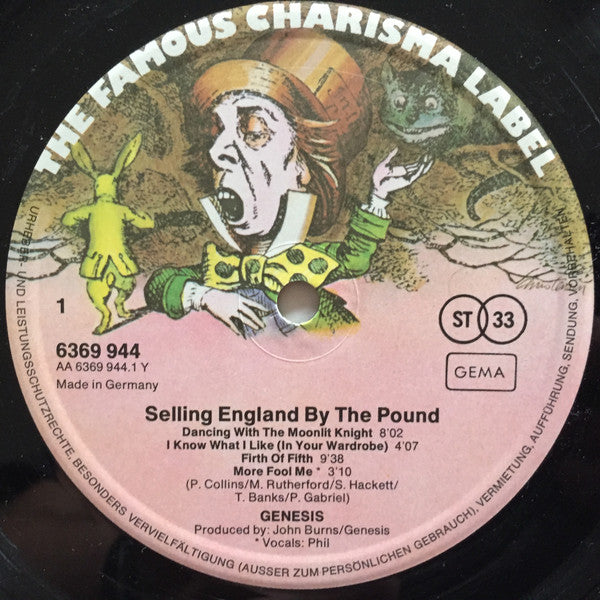 THE FAMOUS CHARISMA LABEL
1
ST 33
6369 944
AA 6369 944.1 Y
Made in Germany
GEMA
Selling England By The Pound
Dancing With The Moonlit Knight 8'02
I Know What I Like (In Your Wardrobe) 4'07
Firth Of Fifth 9'38
More Fool Me * 3'10
(P. Collins/M. Rutherford/S. Hackett/
T. Banks/P. Gabriel)
GENESIS
Produced by: John Burns/Genesis
* Vocals: Phil
URHEBER- UND LEISTUNGSSCHUTZRECHTE, BESONDERS VERVIELFÄLTIGUNG (AUSSER ZUM PERSÖNLICHEN GEBRAUCH), VERMIETUNG, AUFFÜHRUNG, SENDUNG, VORBEHALTEN.